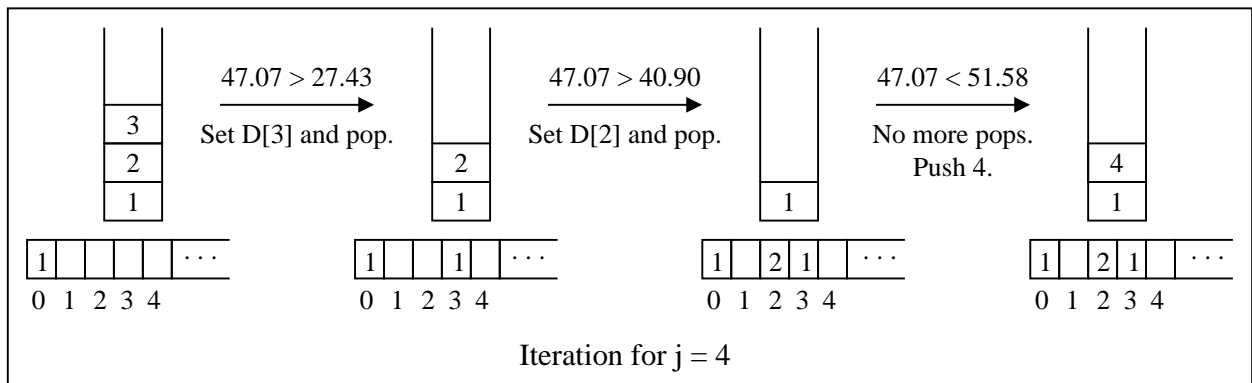 47.07 > 27.43 47.07 > 40.90 47.07 < 51.58
3 Set D[3] and pop. Set D[2] and pop. No more pops.
2 2 Push 4. 4
1 1 1 1
1 ... 1 1 ... 1 2 1 ... 1 2 1 ...
0 1 2 3 4 0 1 2 3 4 0 1 2 3 4 0 1 2 3 4
Iteration for j = 4